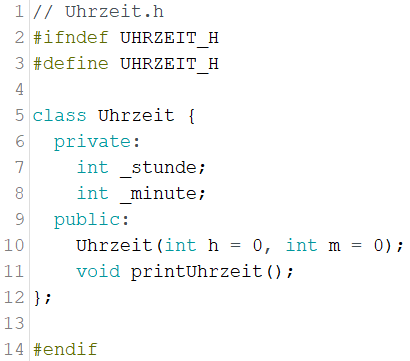 1 // Uhrzeit.h
2 #ifndef UHRZEIT_H
3 #define UHRZEIT_H
4
5 class Uhrzeit {
6   private:
7     int _stunde;
8     int _minute;
9   public:
10     Uhrzeit(int h = 0, int m = 0);
11     void printUhrzeit();
12 };
13
14 #endif